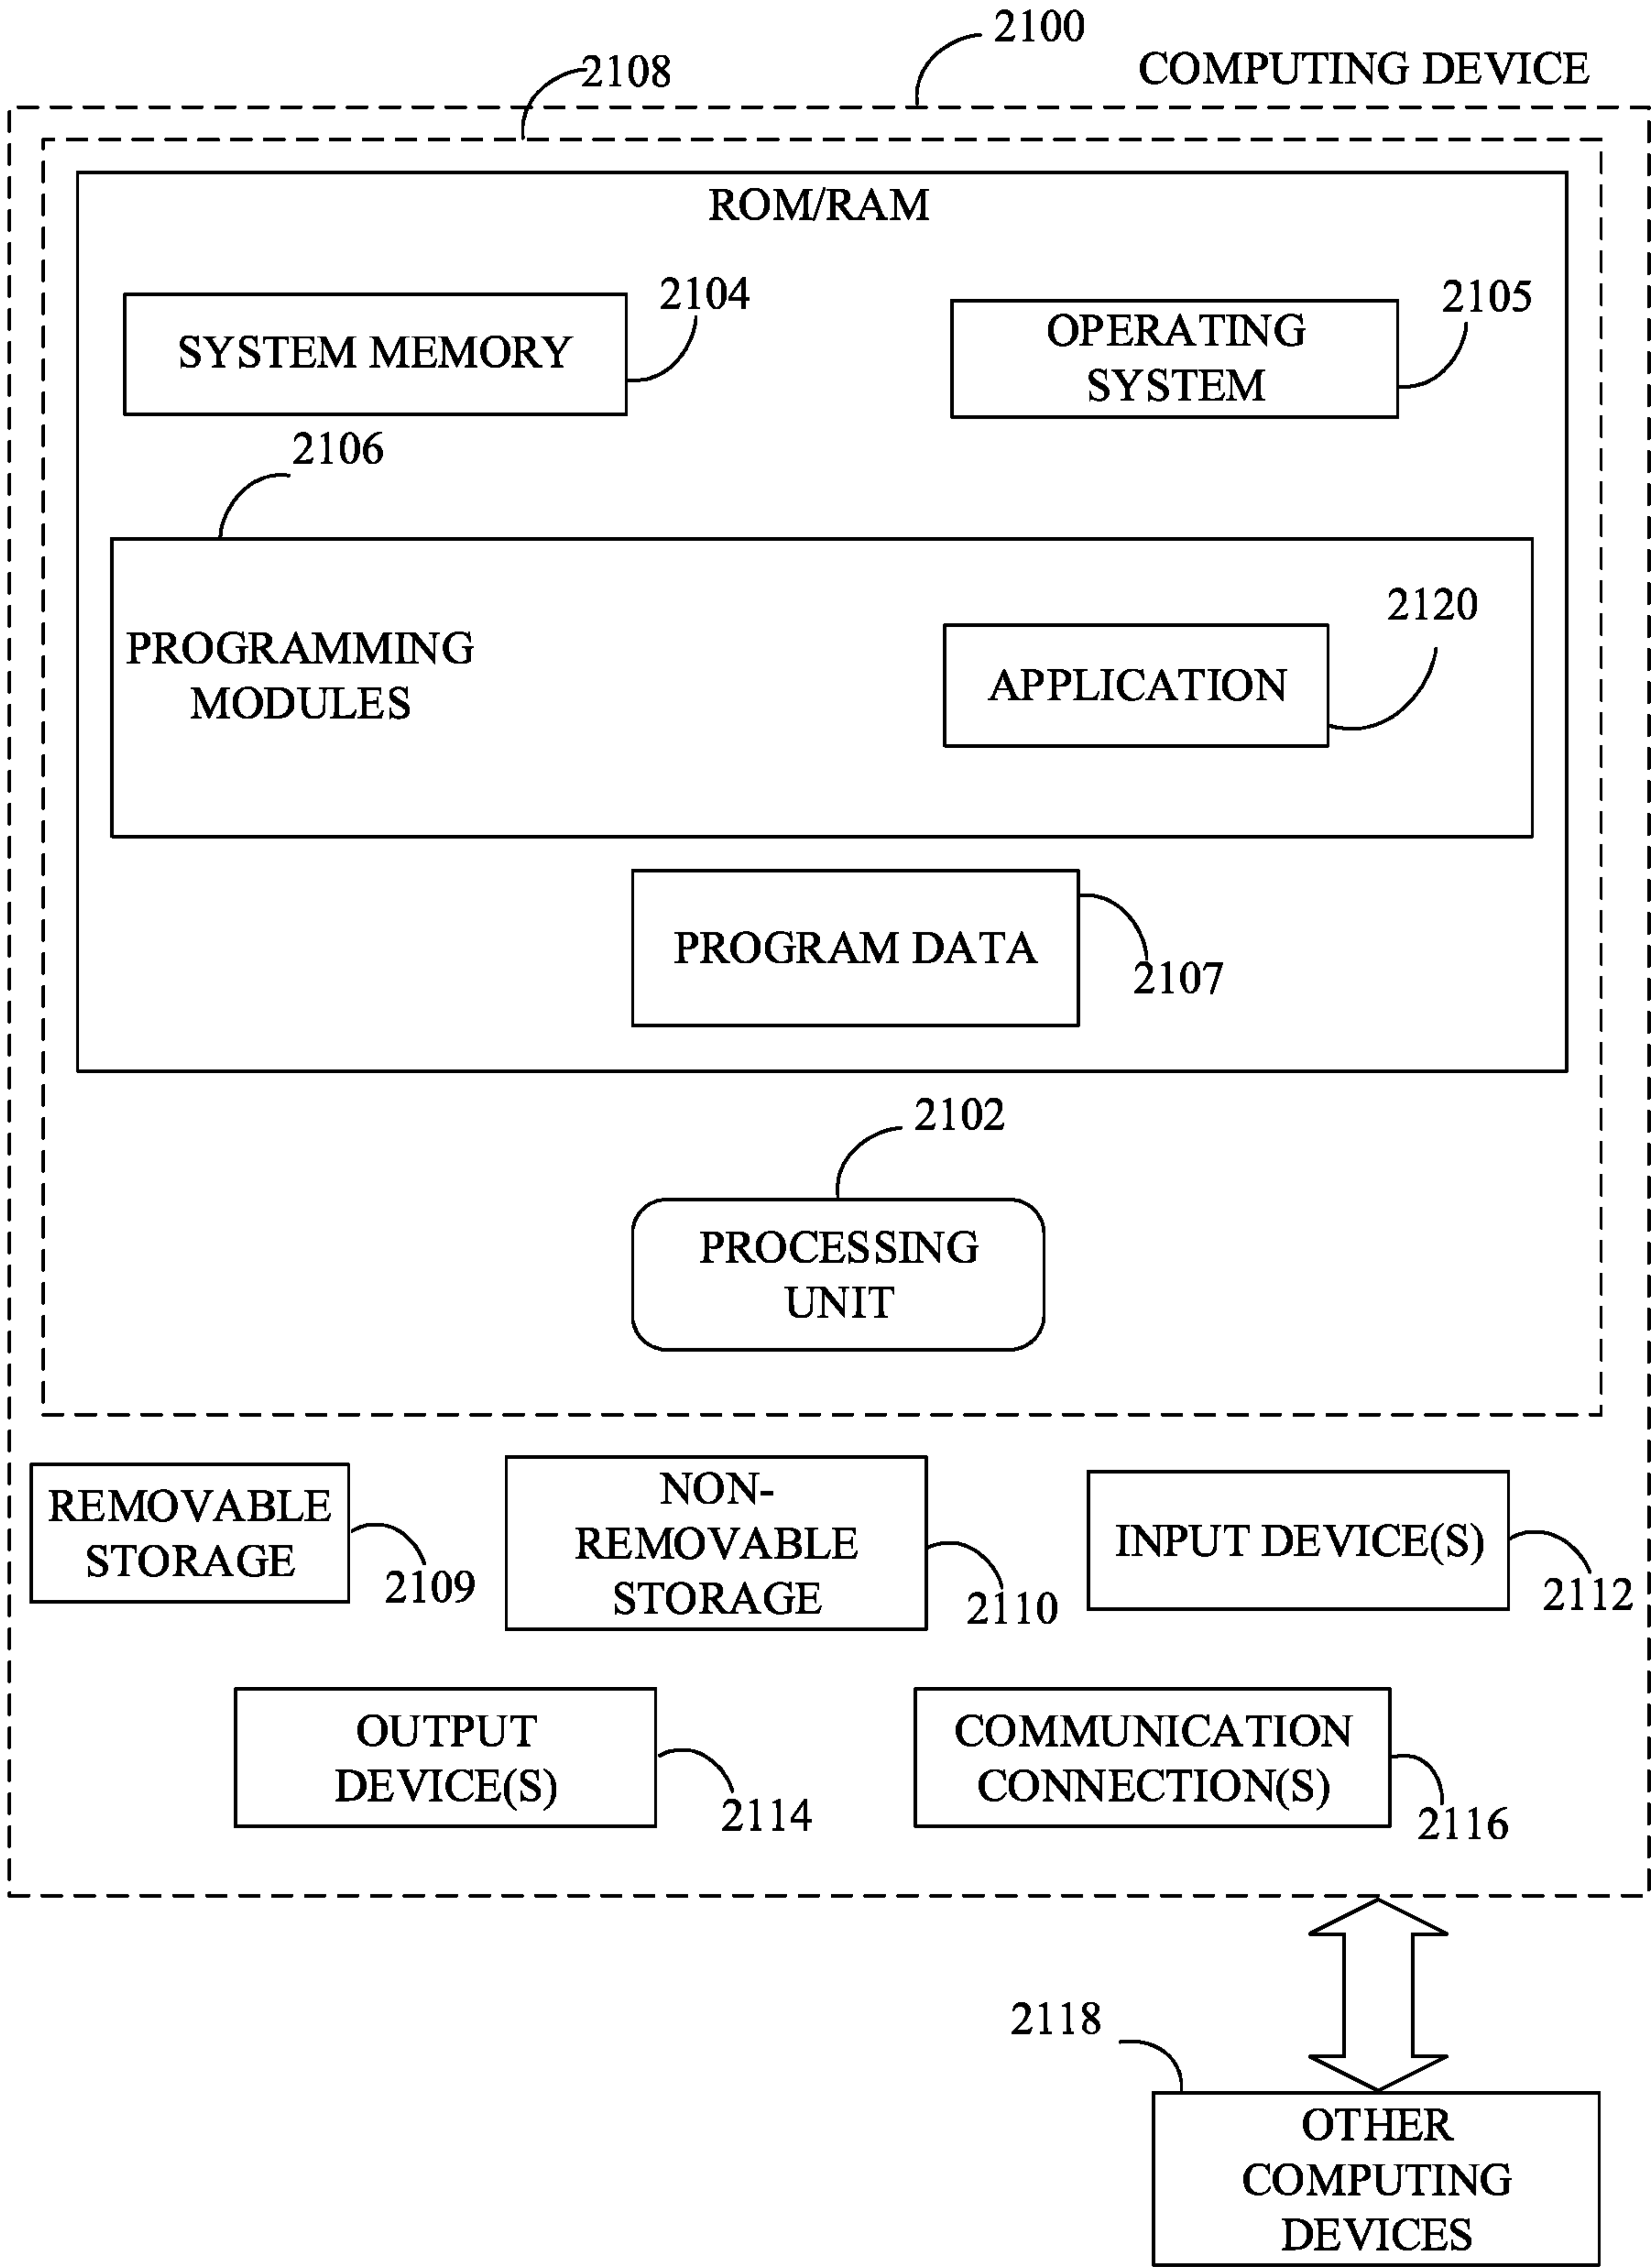 2100
COMPUTING DEVICE
2108
ROM/RAM
SYSTEM MEMORY
2104
OPERATING
SYSTEM
2105
2106
PROGRAMMING
MODULES
APPLICATION
2120
PROGRAM DATA
2107
2102
PROCESSING
UNIT
REMOVABLE
STORAGE
2109
NON-
REMOVABLE
STORAGE
2110
INPUT DEVICE(S)
2112
OUTPUT
DEVICE(S)
2114
COMMUNICATION
CONNECTION(S)
2116
2118
OTHER
COMPUTING
DEVICES